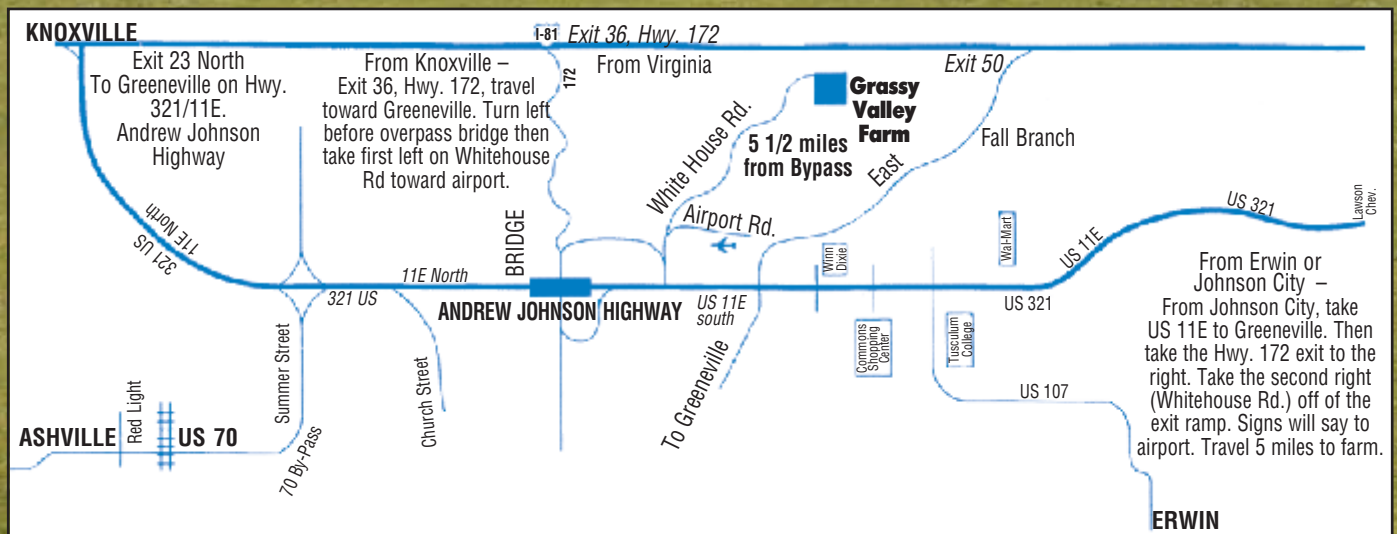 KNOXVILLE
I-81 Exit 36, Hwy. 172
Exit 23 North
To Greeneville on Hwy.
321/11E.
Andrew Johnson
Highway
From Knoxville –
Exit 36, Hwy. 172, travel
toward Greeneville. Turn left
before overpass bridge then
take first left on Whitehouse
Rd toward airport.
172
From Virginia
Exit 50
Grassy
Valley
Farm
White House Rd.
5 1/2 miles
from Bypass
East
Fall Branch
Airport Rd.
11E North
321 US
BRIDGE
11E North
321 US
ANDREW JOHNSON HIGHWAY
US 11E
south
Winn
Dixie
Wal-Mart
US 11E
US 321
Lawson
Chev.
US 321
Commons
Shopping
Center
Tusculum
College
US 107
From Erwin or
Johnson City –
From Johnson City, take
US 11E to Greeneville. Then
take the Hwy. 172 exit to the
right. Take the second right
(Whitehouse Rd.) off of the
exit ramp. Signs will say to
airport. Travel 5 miles to farm.
Summer Street
Church Street
To Greeneville
ASHVILLE
Red Light
US 70
70 By-Pass
ERWIN